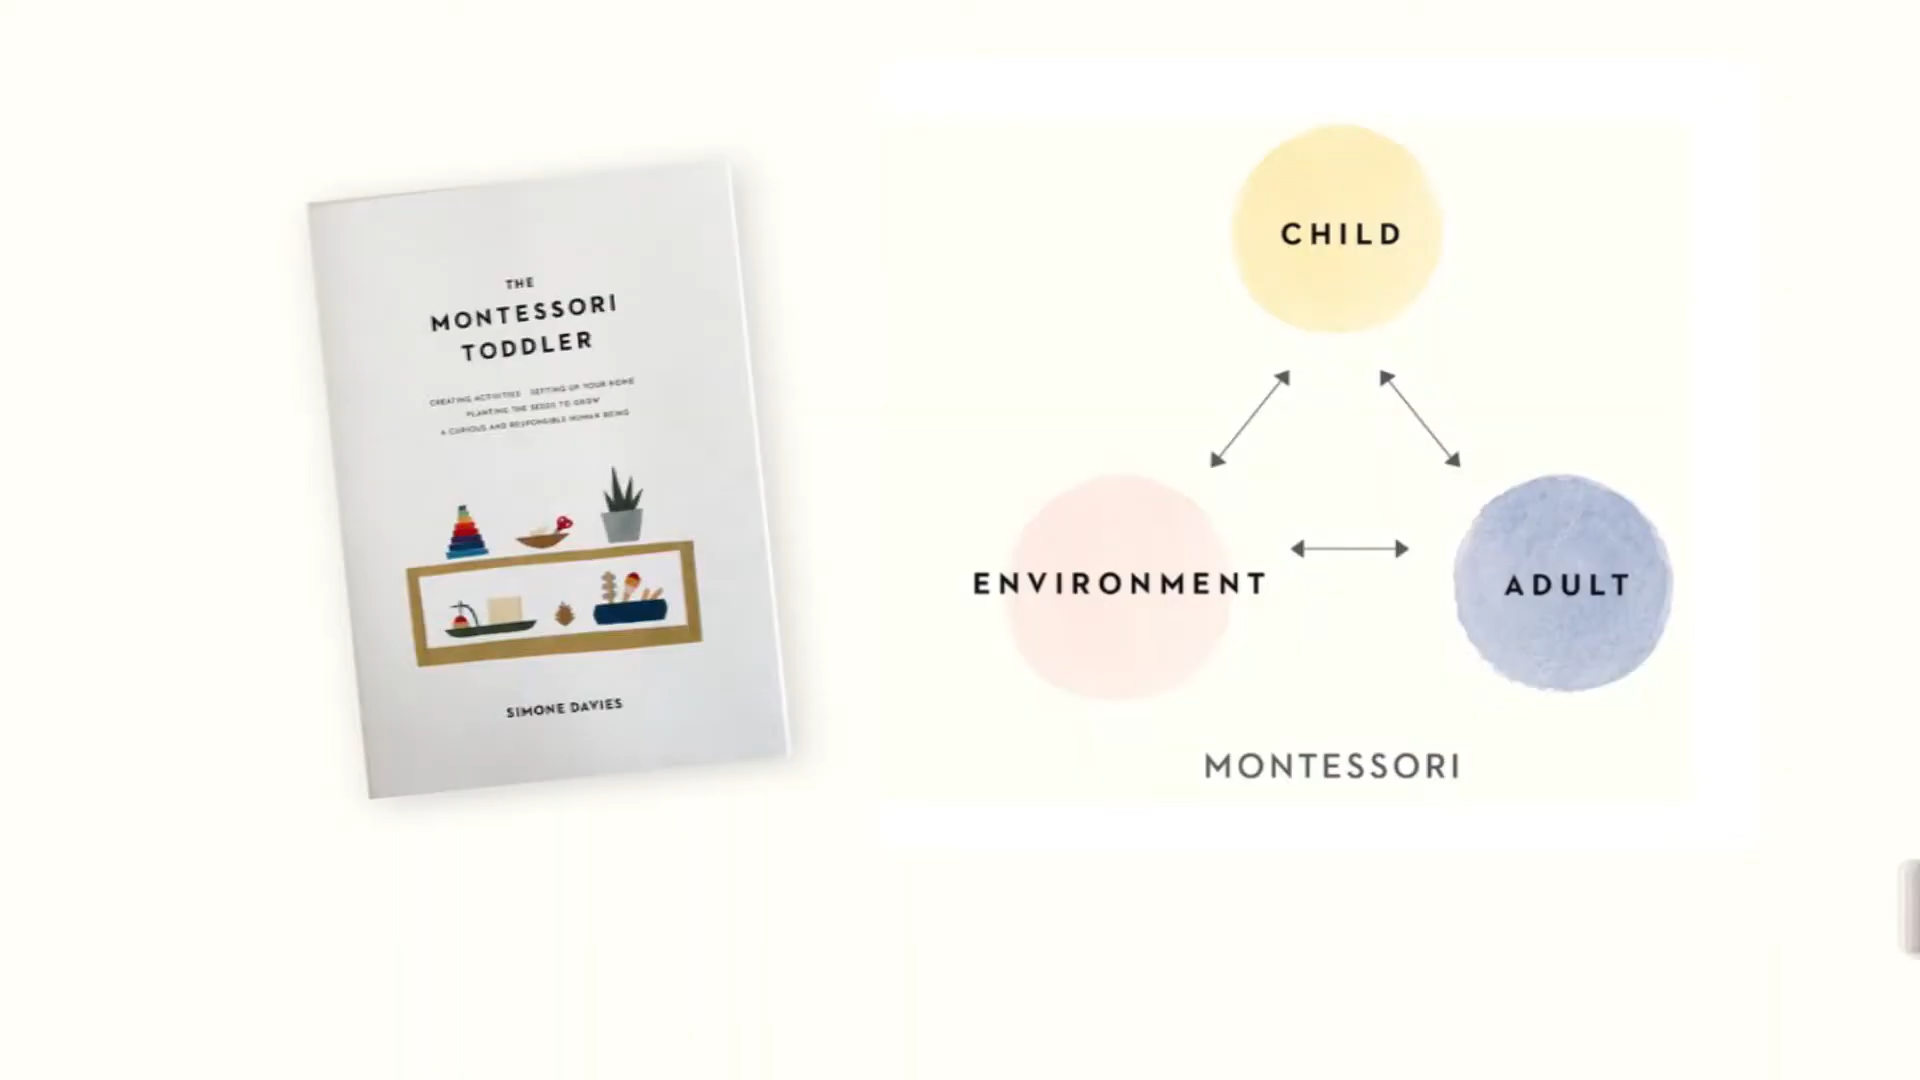 THE
MONTESSORI
TODDLER
CREATING ACTIVITIES SETTING UP YOUR HOME
PLANTING THE SEEDS TO GROW
A CURIOUS AND RESPONSIBLE HUMAN BEING
SIMONE DAVIES
CHILD
ENVIRONMENT
ADULT
MONTESSORI